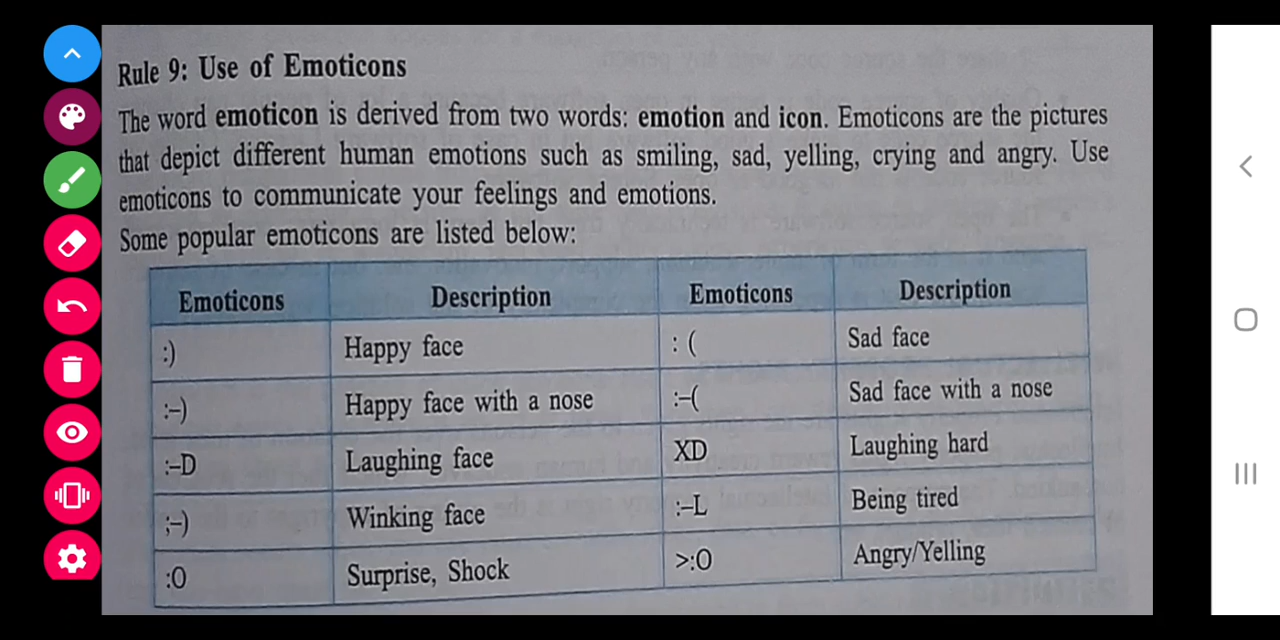 Rule 9: Use of Emoticons
The word emoticon is derived from two words: emotion and icon. Emoticons are the pictures
that depict different human emotions such as smiling, sad, yelling, crying and angry. Use
emoticons to communicate your feelings and emotions.
Some popular emoticons are listed below:
Emoticons Description Emoticons Description
:) Happy face : ( Sad face
:–) Happy face with a nose :–( Sad face with a nose
:–D Laughing face XD Laughing hard
;–) Winking face :–L Being tired
:O Surprise, Shock >:O Angry/Yelling